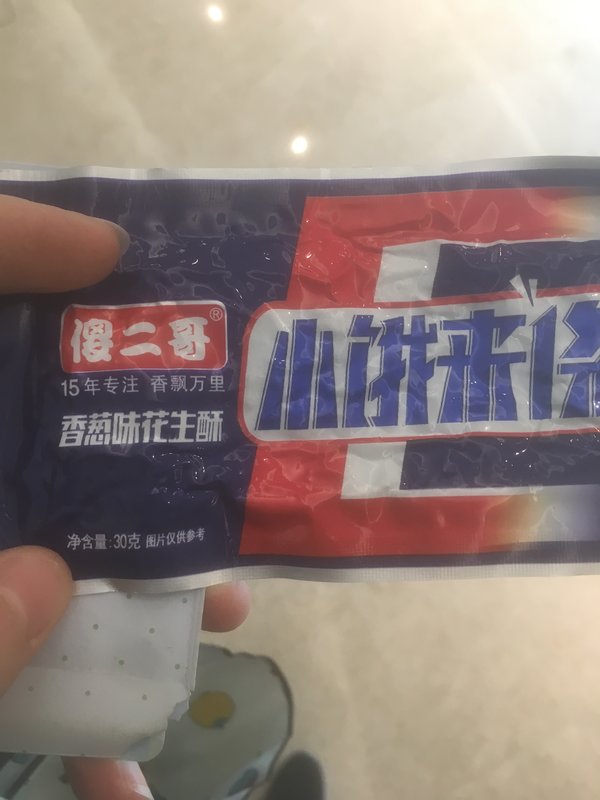 傻二哥®
15年专注 香飘万里
香葱味花生酥
净含量:30克 图片仅供参考
小饿来